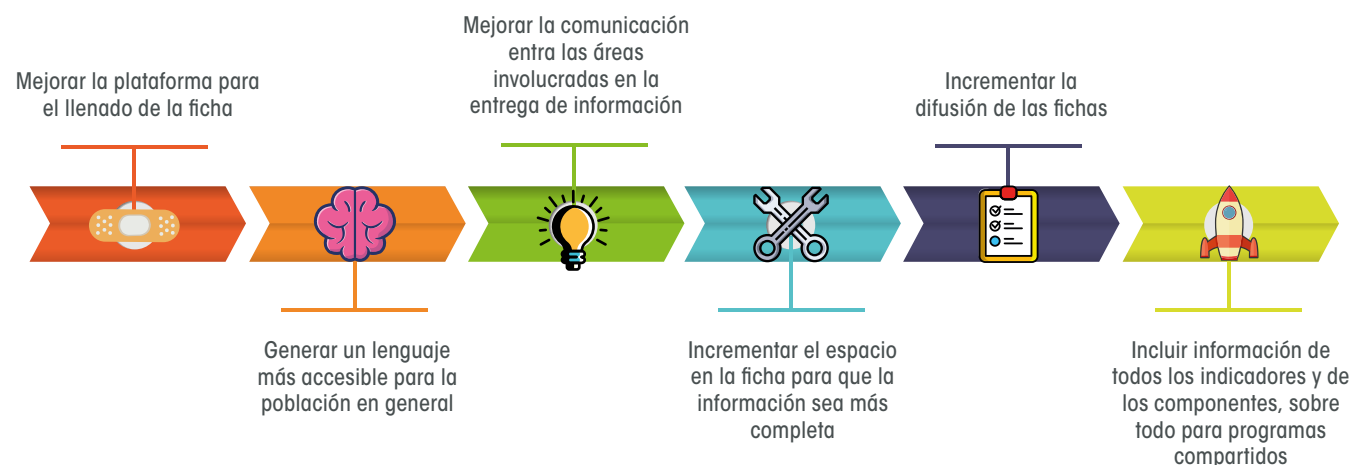 Mejorar la plataforma para
el llenado de la ficha
Generar un lenguaje
más accesible para la
población en general
Mejorar la comunicación
entra las áreas
involucradas en la
entrega de información
Incrementar el espacio
en la ficha para que la
información sea más
completa
Incrementar la
difusión de las fichas
Incluir información de
todos los indicadores y de
los componentes, sobre
todo para programas
compartidos